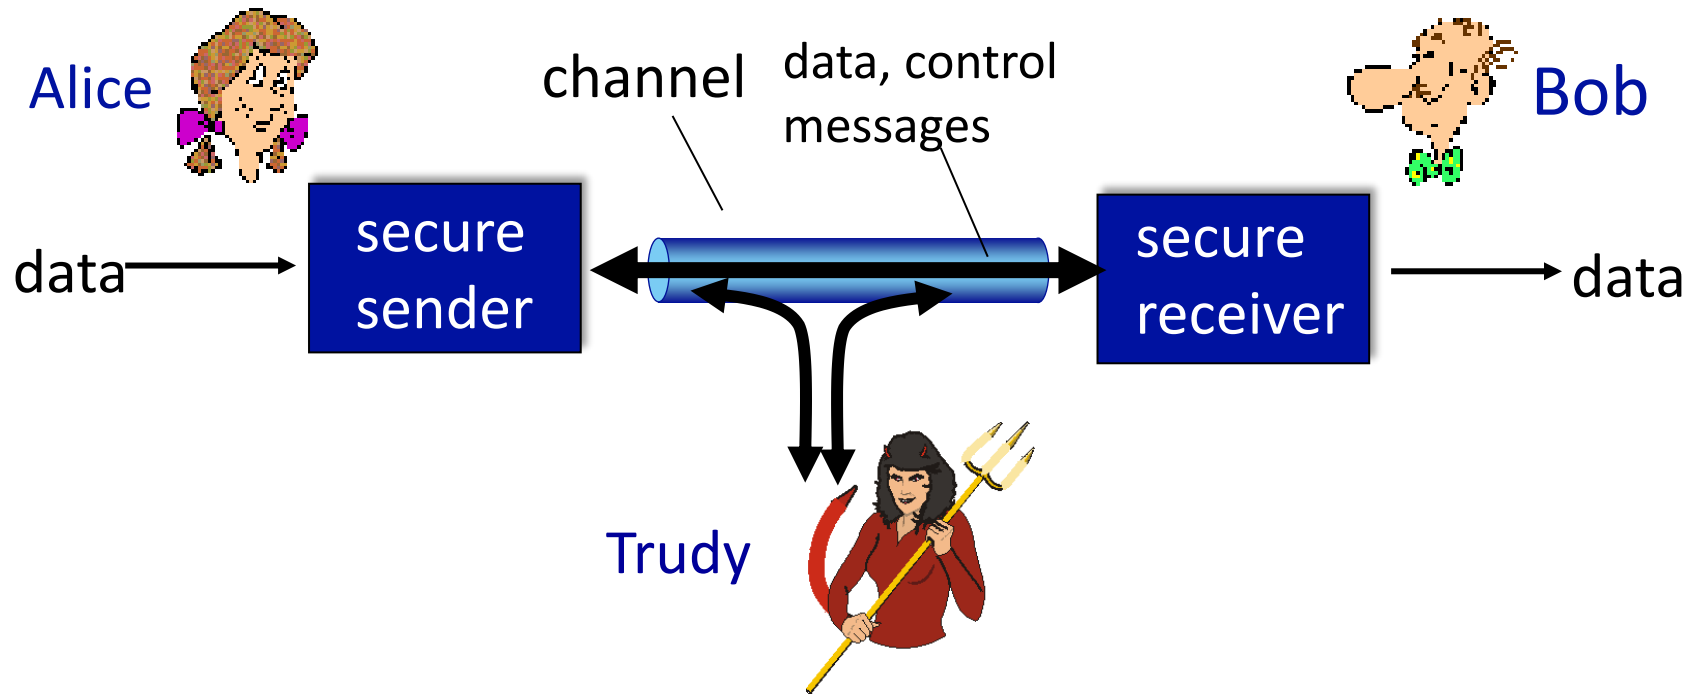 Alice
channel
data, control
messages
Bob
data
secure
sender
secure
receiver
data
Trudy